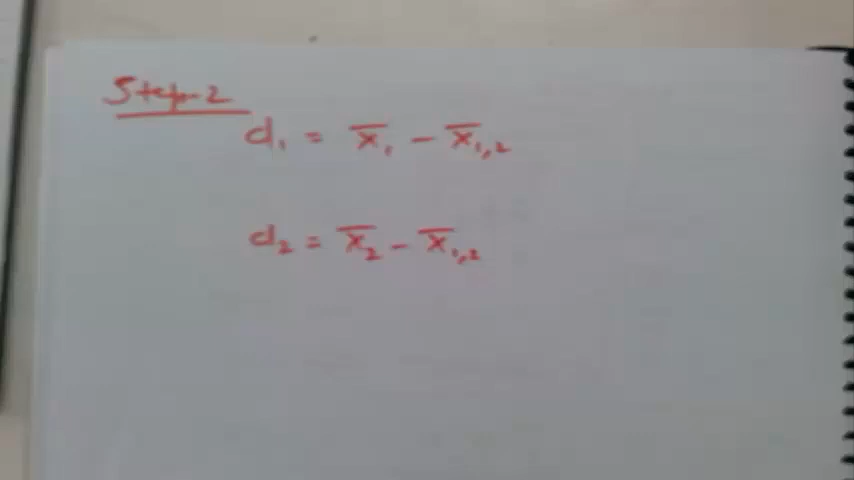 Step-2
d₁ = x̄₁ - x̄₁,₂
d₂ = x̄₂ - x̄₁,₂